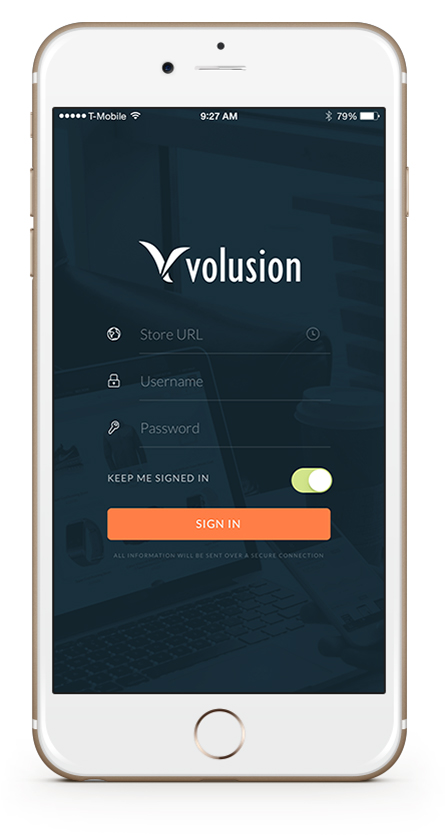 T-Mobile 9:27 AM 79%
volusion
Store URL
Username
Password
KEEP ME SIGNED IN
SIGN IN
ALL INFORMATION WILL BE SENT OVER A SECURE CONNECTION